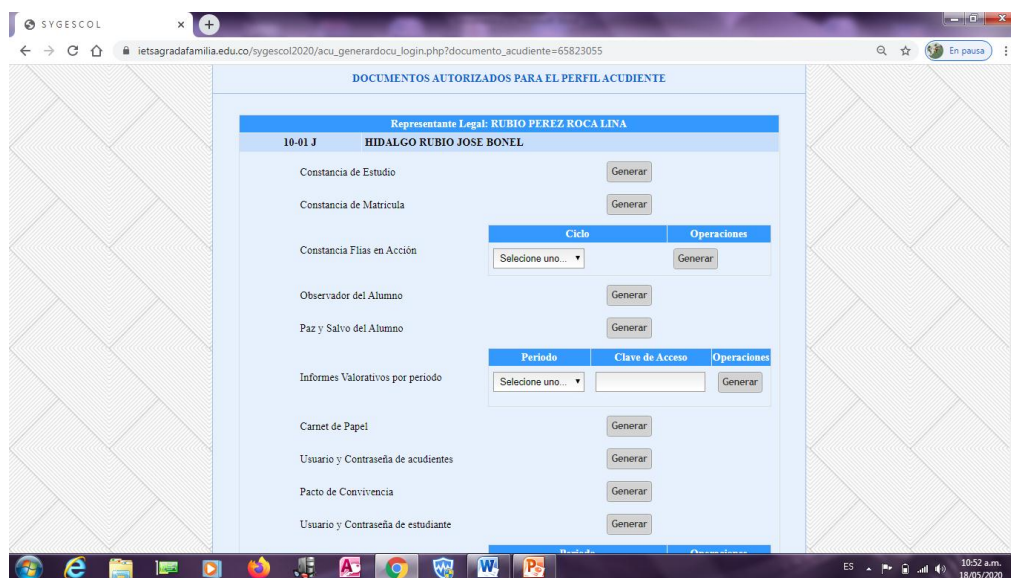 SYGESCOL
ietsagradafamilia.edu.co/sygescol2020/acu_generardocu_login.php?documento_acudiente=65823055
En pausa
DOCUMENTOS AUTORIZADOS PARA EL PERFIL ACUDIENTE
Representante Legal: RUBIO PEREZ ROCA LINA
10-01 J HIDALGO RUBIO JOSE BONEL
Constancia de Estudio Generar
Constancia de Matricula Generar
Ciclo Operaciones
Constancia Flias en Acción Selecione uno... Generar
Observador del Alumno Generar
Paz y Salvo del Alumno Generar
Periodo Clave de Acceso Operaciones
Informes Valorativos por periodo Selecione uno... Generar
Carnet de Papel Generar
Usuario y Contraseña de acudientes Generar
Pacto de Convivencia Generar
Usuario y Contraseña de estudiante Generar
Periodo Operaciones
ES 10:52 a.m.
18/05/2020